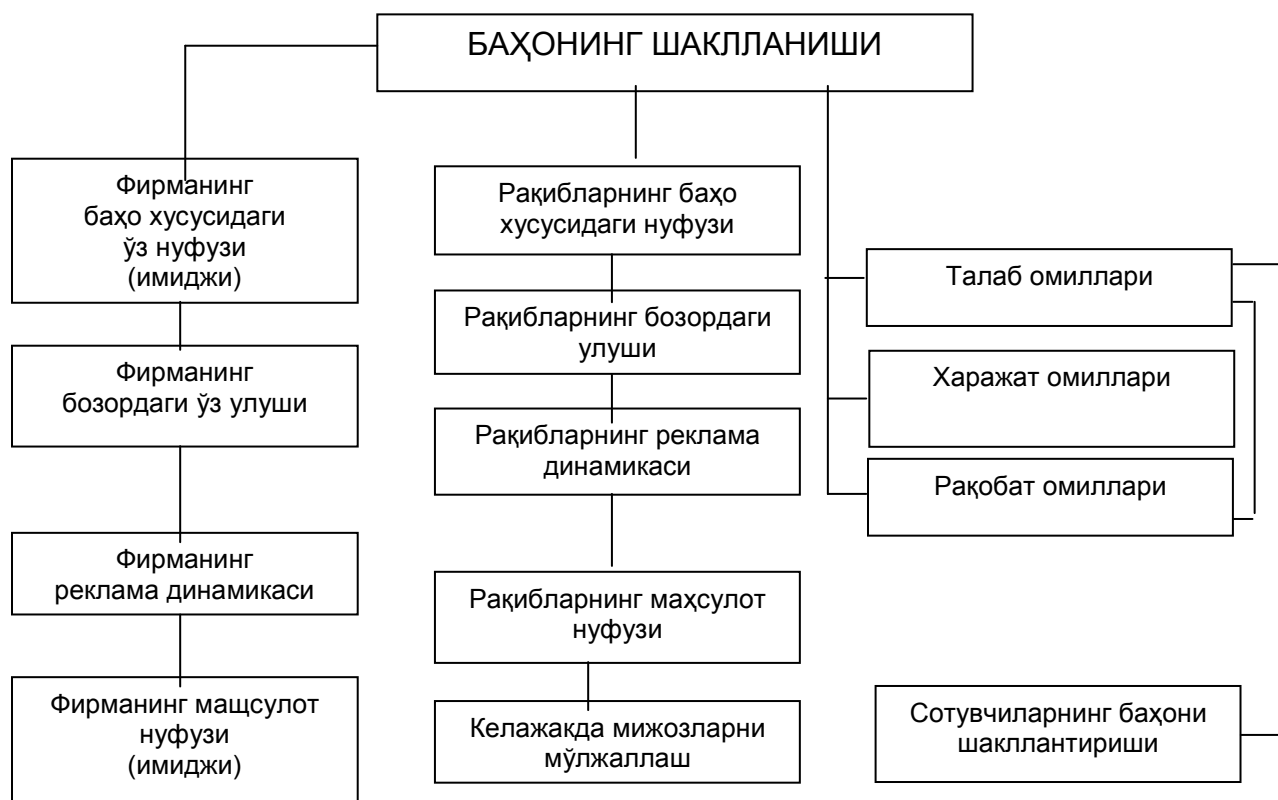 БАҲОНИНГ ШАКЛЛАНИШИ
Фирманинг
баҳо хусусидаги
ўз нуфузи
(имиджи)
Фирманинг
бозордаги ўз улуши
Фирманинг
реклама динамикаси
Фирманинг мащсулот
нуфузи
(имиджи)
Рақибларнинг баҳо
хусусидаги нуфузи
Рақибларнинг бозордаги
улуши
Рақибларнинг реклама
динамикаси
Рақибларнинг маҳсулот
нуфузи
Келажакда мижозларни
мўлжаллаш
Талаб омиллари
Харажат омиллари
Рақобат омиллари
Сотувчиларнинг баҳони
шакллантириши